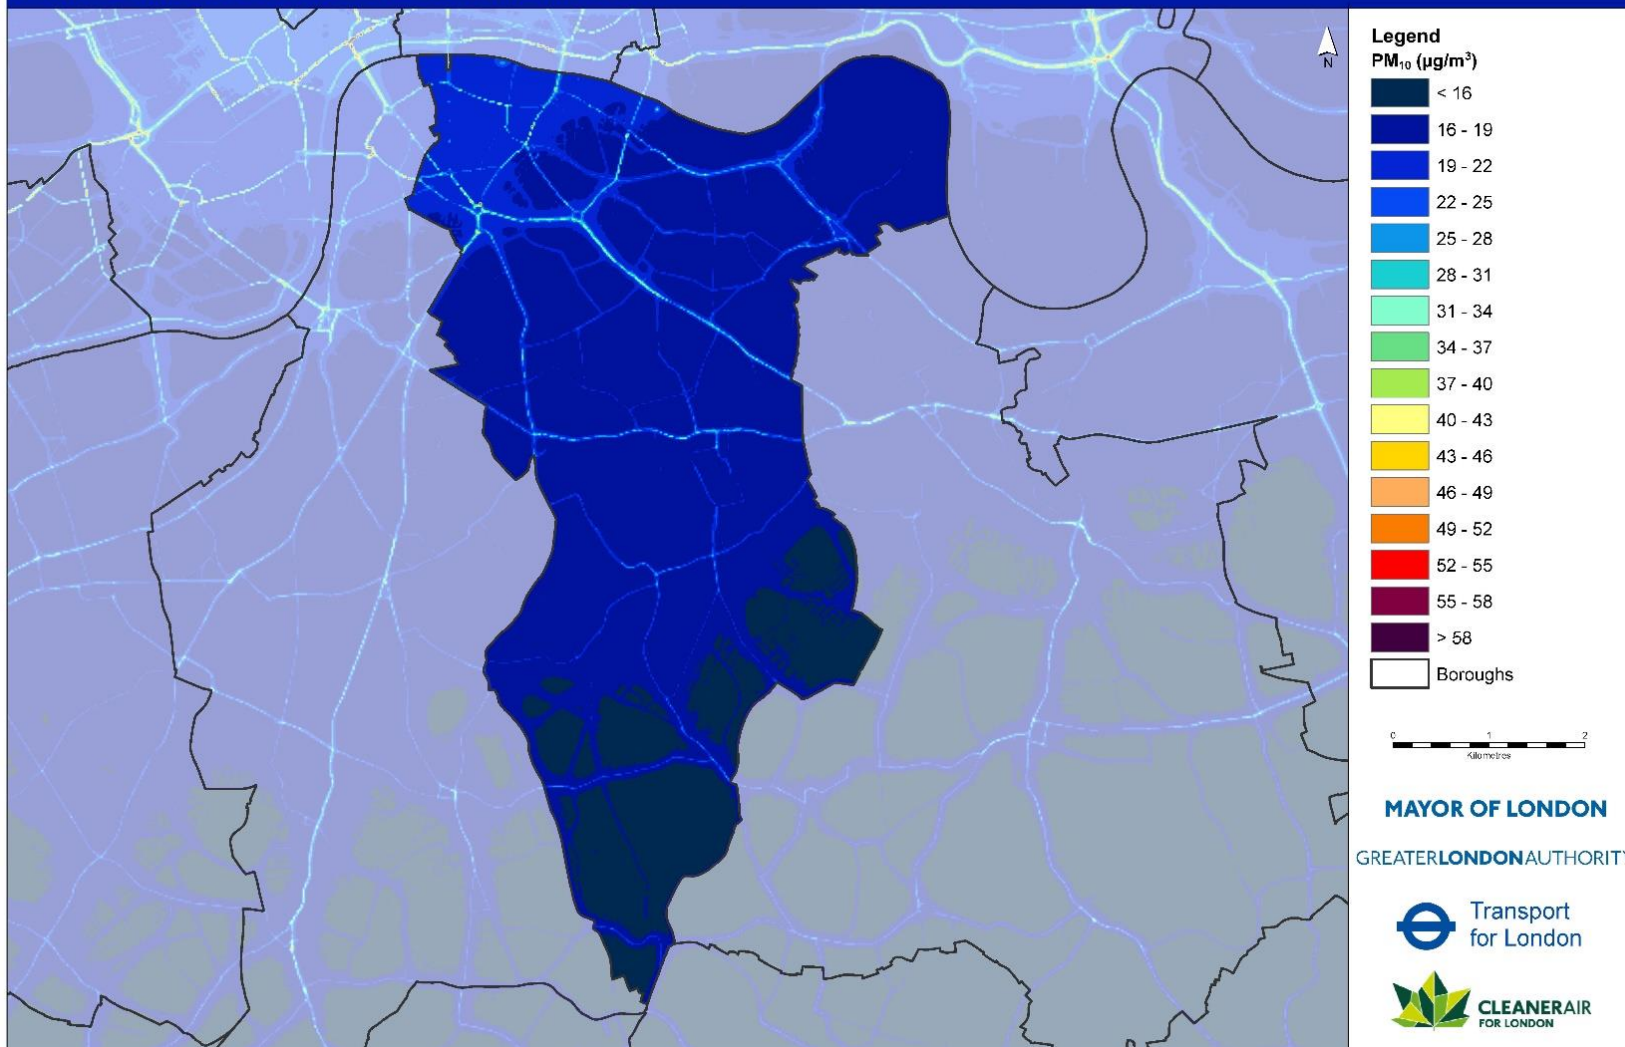 N
Legend
PM₁₀ (µg/m³)
< 16
16 - 19
19 - 22
22 - 25
25 - 28
28 - 31
31 - 34
34 - 37
37 - 40
40 - 43
43 - 46
46 - 49
49 - 52
52 - 55
55 - 58
> 58
Boroughs
0 1 2
Kilometres
MAYOR OF LONDON
GREATERLONDONAUTHORITY
Transport
for London
CLEANERAIR
FOR LONDON